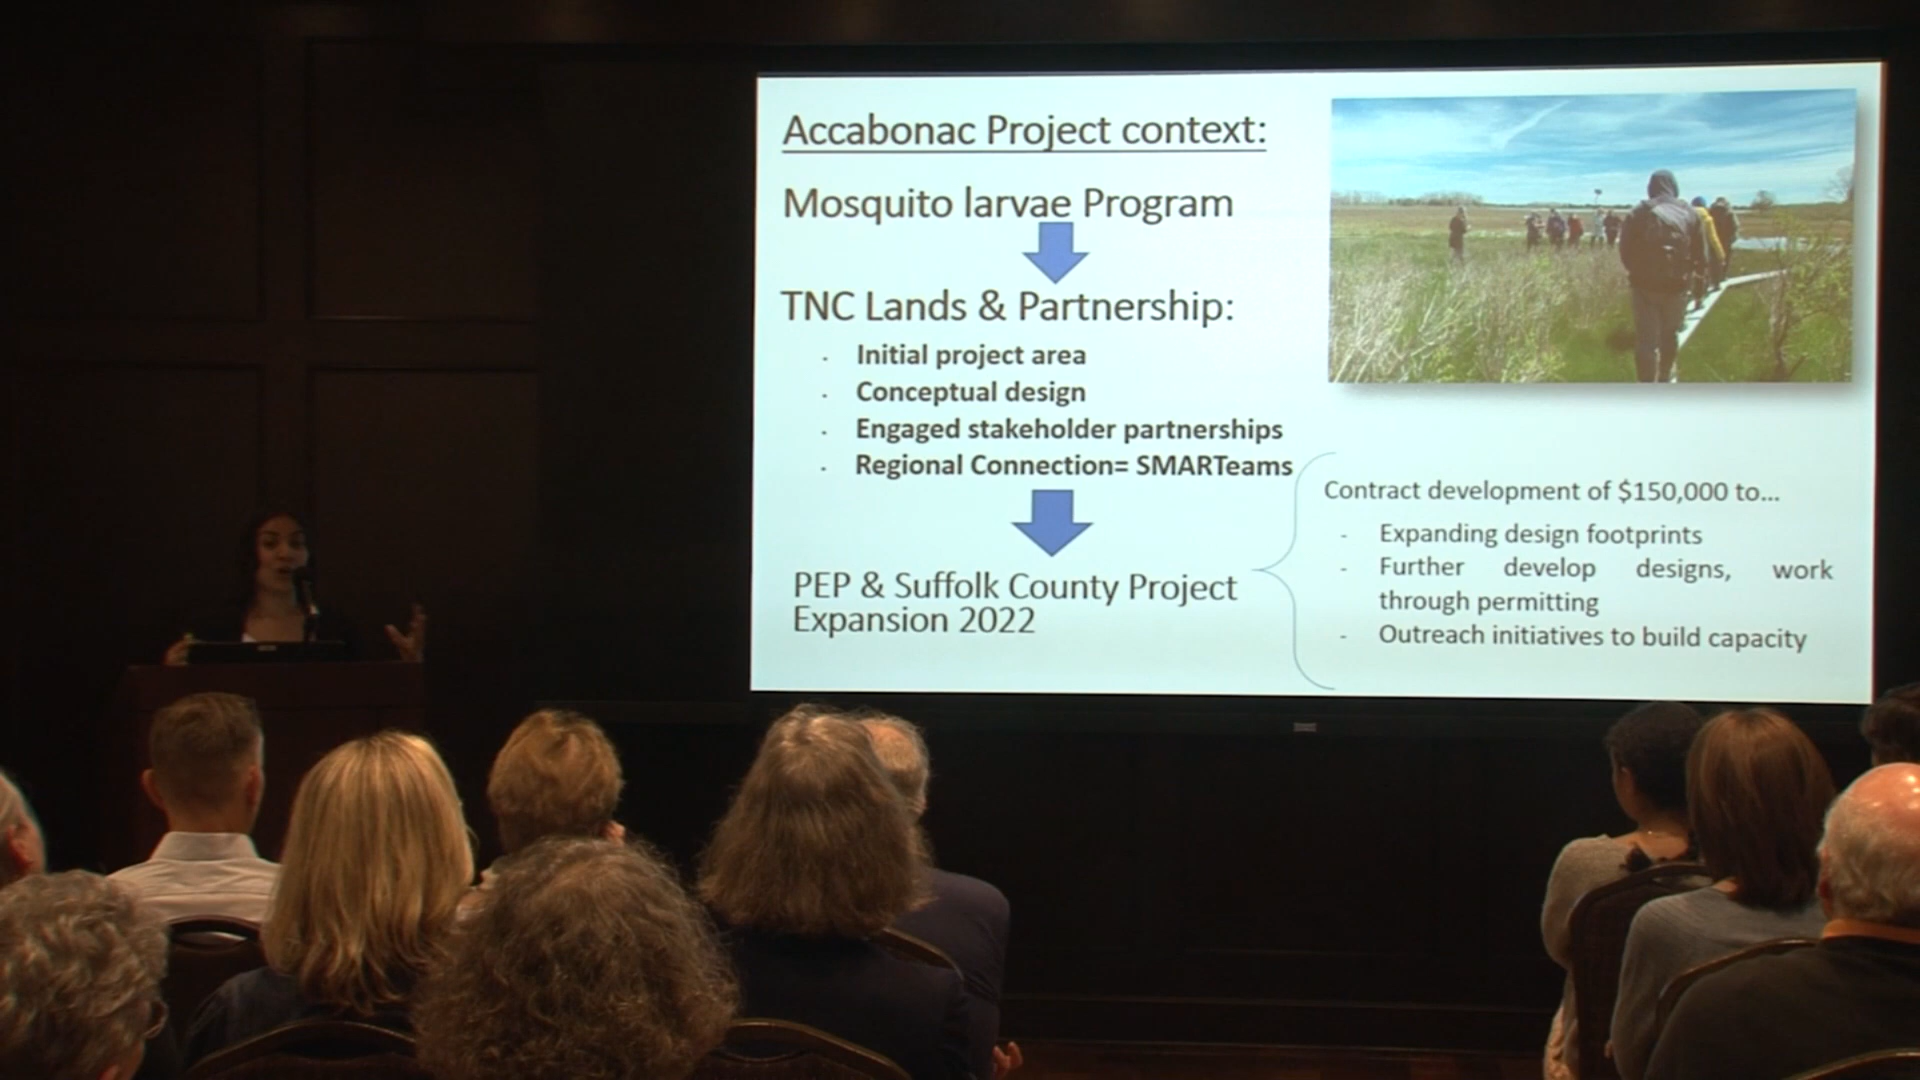 Accabonac Project context:
Mosquito larvae Program
TNC Lands & Partnership:
· Initial project area
· Conceptual design
· Engaged stakeholder partnerships
· Regional Connection= SMARTeams
PEP & Suffolk County Project
Expansion 2022
Contract development of $150,000 to...
- Expanding design footprints
- Further develop designs, work
through permitting
- Outreach initiatives to build capacity